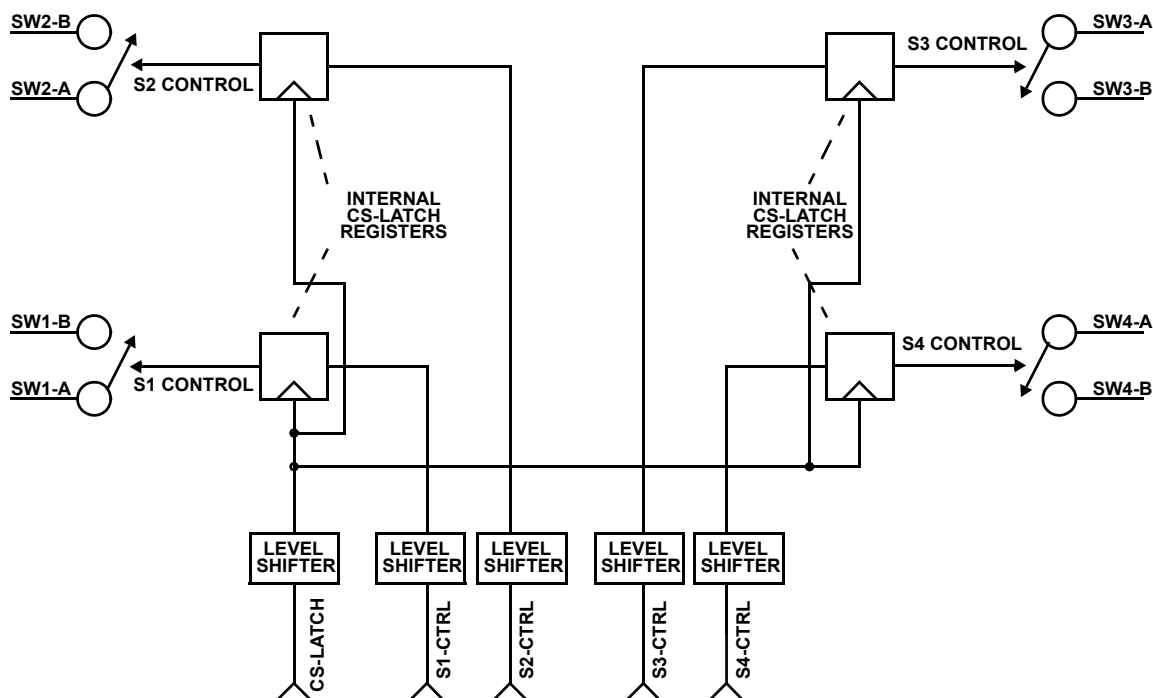 SW2-B
SW2-A
S2 CONTROL
S3 CONTROL
SW3-A
SW3-B
INTERNAL
CS-LATCH
REGISTERS
INTERNAL
CS-LATCH
REGISTERS
SW1-B
SW1-A
S1 CONTROL
S4 CONTROL
SW4-A
SW4-B
LEVEL
SHIFTER
LEVEL
SHIFTER
LEVEL
SHIFTER
LEVEL
SHIFTER
LEVEL
SHIFTER
CS-LATCH
S1-CTRL
S2-CTRL
S3-CTRL
S4-CTRL